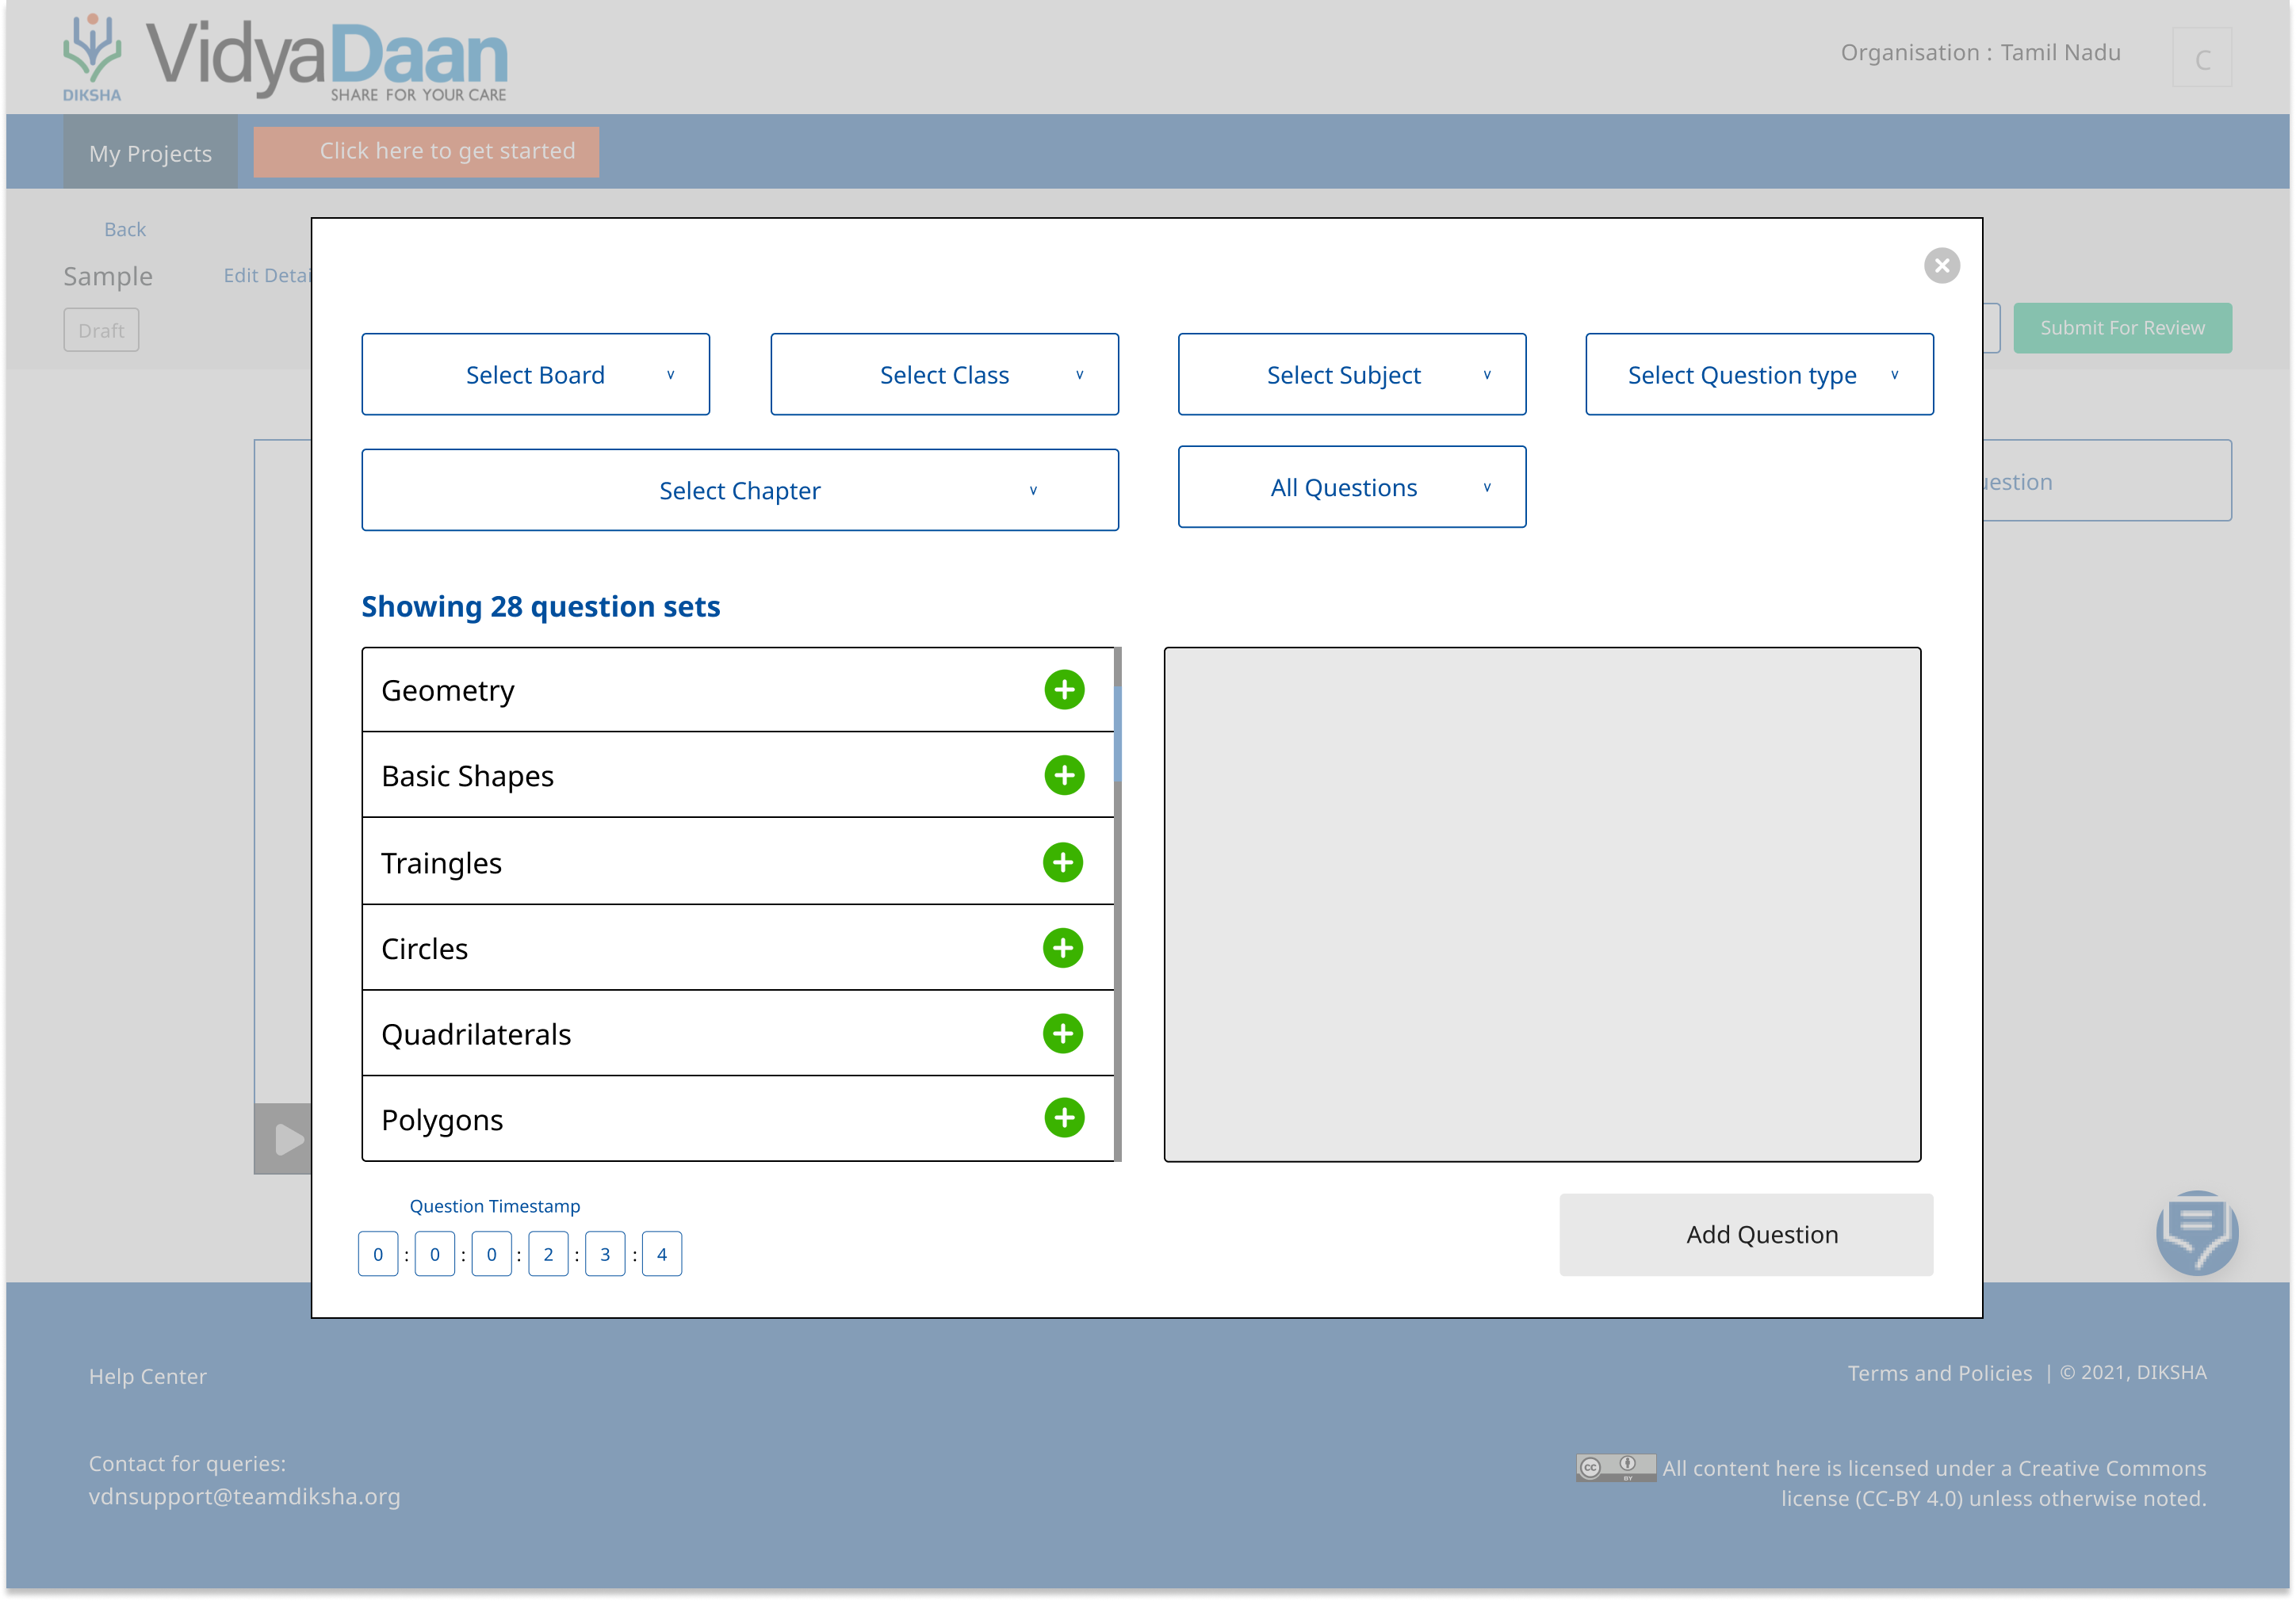 DIKSHA
VidyaDaan
SHARE FOR YOUR CARE
Organisation : Tamil Nadu
C
My Projects
Click here to get started
Back
Sample
Edit Detai
Draft
Submit For Review
uestion
Select Board v
Select Class v
Select Subject v
Select Question type v
Select Chapter v
All Questions v
Showing 28 question sets
Geometry
Basic Shapes
Traingles
Circles
Quadrilaterals
Polygons
Question Timestamp
0 : 0 : 0 : 2 : 3 : 4
Add Question
Help Center
Terms and Policies | © 2021, DIKSHA
Contact for queries:
vdnsupport@teamdiksha.org
CC BY
All content here is licensed under a Creative Commons
license (CC-BY 4.0) unless otherwise noted.